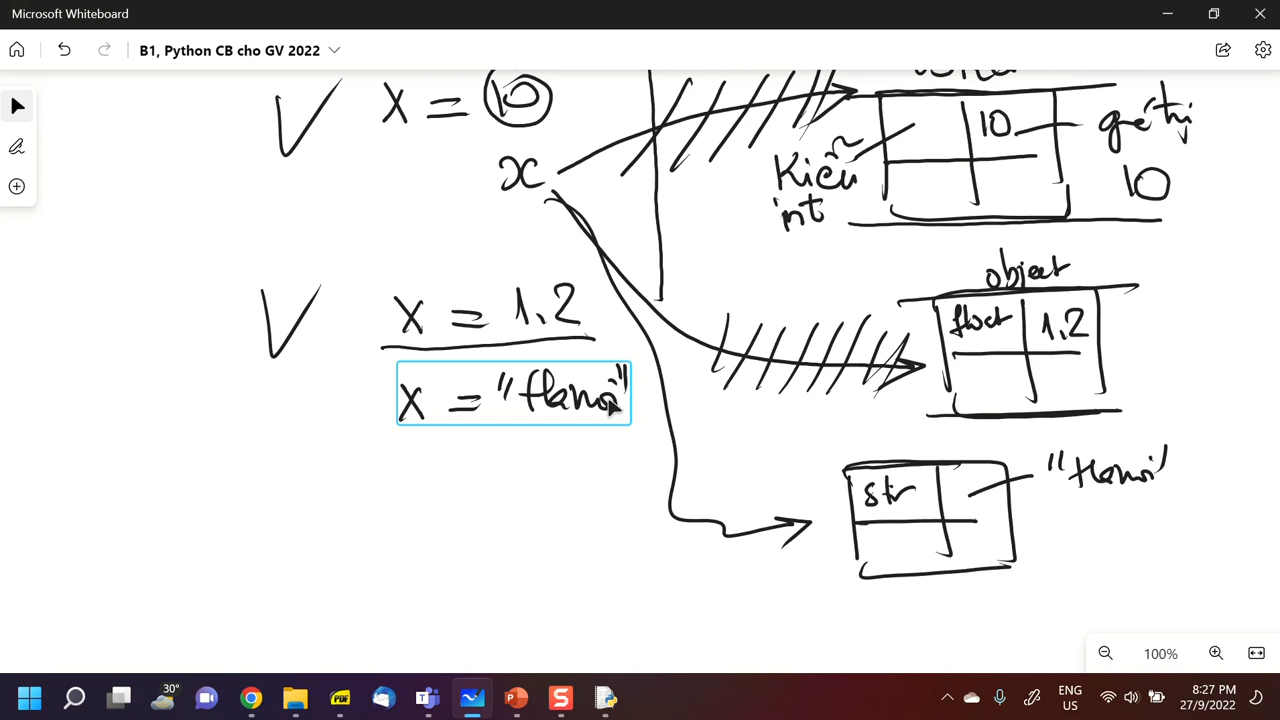 Microsoft Whiteboard
B1, Python CB cho GV 2022
x = 10
x
Kiểu
int
10
giá trị
10
x = 1.2
object
float
1.2
x = "Hanoi"
str
"Hanoi"
100%
30°
ENG
US
8:27 PM
27/9/2022